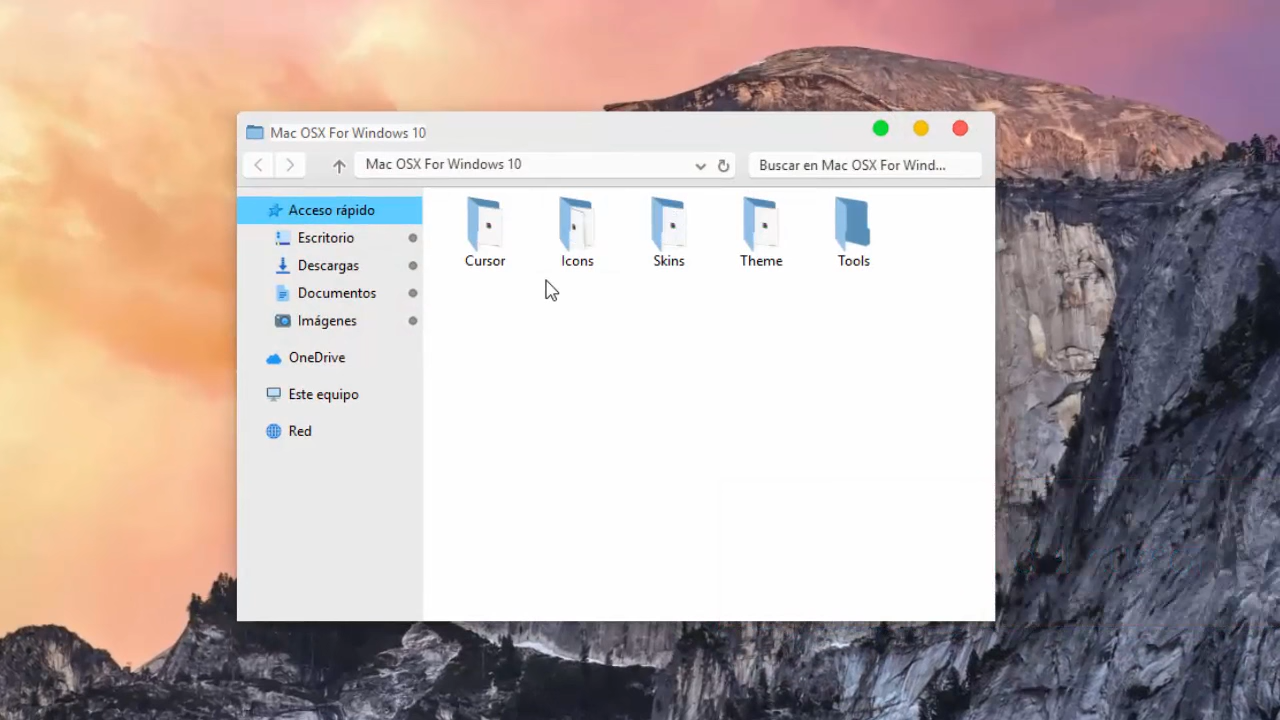 Mac OSX For Windows 10
Mac OSX For Windows 10
Buscar en Mac OSX For Wind...
Acceso rápido
Escritorio
Descargas
Documentos
Imágenes
OneDrive
Este equipo
Red
Cursor
Icons
Skins
Theme
Tools